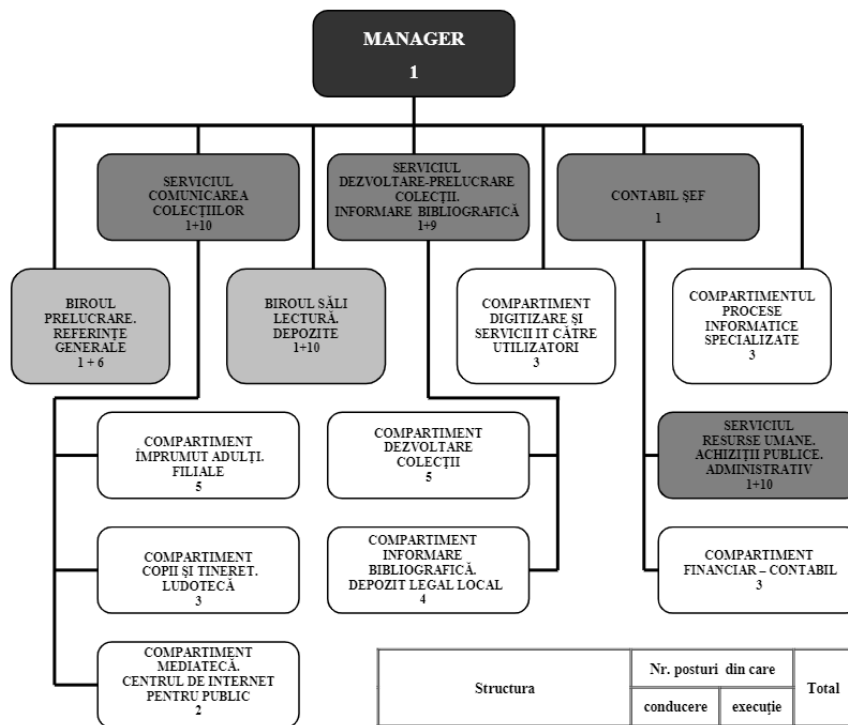 MANAGER
1
SERVICIUL
COMUNICAREA
COLECȚIILOR
1+10
SERVICIUL
DEZVOLTARE-PRELUCRARE
COLECȚII.
INFORMARE BIBLIOGRAFICĂ
1+9
CONTABIL ȘEF
1
BIROUL
PRELUCRARE.
REFERINȚE
GENERALE
1 + 6
BIROUL SĂLI
LECTURĂ.
DEPOZITE
1+10
COMPARTIMENT
DIGITIZARE ȘI
SERVICII IT CĂTRE
UTILIZATORI
3
COMPARTIMENTUL
PROCESE
INFORMATICE
SPECIALIZATE
3
COMPARTIMENT
ÎMPRUMUT ADULȚI.
FILIALE
5
COMPARTIMENT
DEZVOLTARE
COLECȚII
5
SERVICIUL
RESURSE UMANE.
ACHIZIȚII PUBLICE.
ADMINISTRATIV
1+10
COMPARTIMENT
COPII ȘI TINERET.
LUDOTECĂ
3
COMPARTIMENT
INFORMARE
BIBLIOGRAFICĂ.
DEPOZIT LEGAL LOCAL
4
COMPARTIMENT
FINANCIAR – CONTABIL
3
COMPARTIMENT
MEDIATECĂ.
CENTRUL DE INTERNET
PENTRU PUBLIC
2
Structura
Nr. posturi din care
Total
conducere
execuție